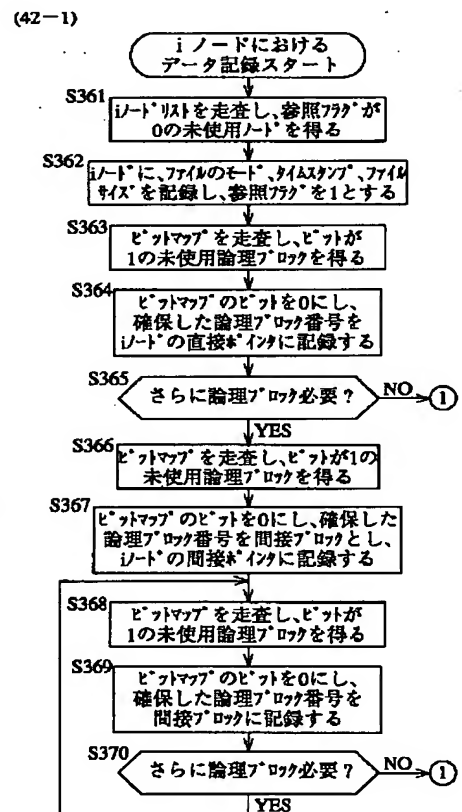 (42-1)
iノードにおける
データ記録スタート
S361
iノードリストを走査し、参照フラグが
0の未使用ノードを得る
S362
iノードに、ファイルのモード、タイムスタンプ、ファイル
サイズを記録し、参照フラグを1とする
S363
ビットマップを走査し、ビットが
1の未使用論理ブロックを得る
S364
ビットマップのビットを0にし、
確保した論理ブロック番号を
iノードの直接ポインタに記録する
S365
さらに論理ブロック必要？
NO
①
YES
S366
ビットマップを走査し、ビットが1の
未使用論理ブロックを得る
S367
ビットマップのビットを0にし、確保した
論理ブロック番号を間接ブロックとし、
iノードの間接ポインタに記録する
S368
ビットマップを走査し、ビットが
1の未使用論理ブロックを得る
S369
ビットマップのビットを0にし、
確保した論理ブロック番号を
間接ブロックに記録する
S370
さらに論理ブロック必要？
NO
①
YES